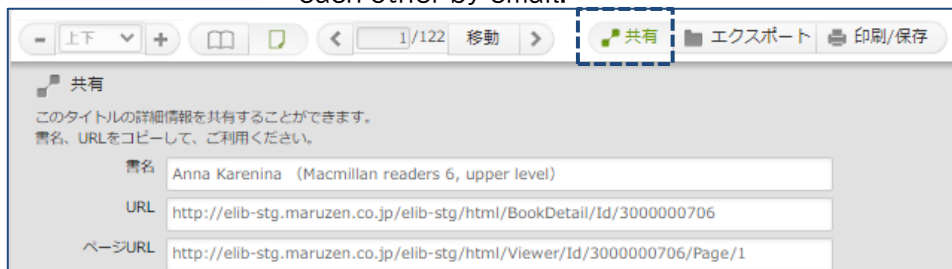 each other by email.
- 上下 + 1/122 移動 共有 エクスポート 印刷/保存
共有
このタイトルの詳細情報を共有することができます。
書名、URLをコピーして、ご利用ください。
書名 Anna Karenina （Macmillan readers 6, upper level）
URL http://elib-stg.maruzen.co.jp/elib-stg/html/BookDetail/Id/3000000706
ページURL http://elib-stg.maruzen.co.jp/elib-stg/html/Viewer/Id/3000000706/Page/1